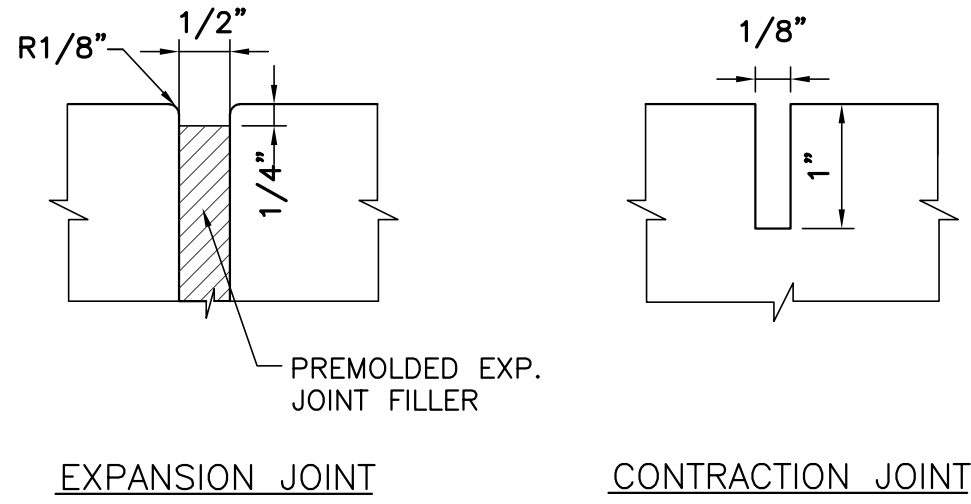 1/2”
R1/8”
1/4”
PREMOLDED EXP.
JOINT FILLER
EXPANSION JOINT
1/8”
1”
CONTRACTION JOINT